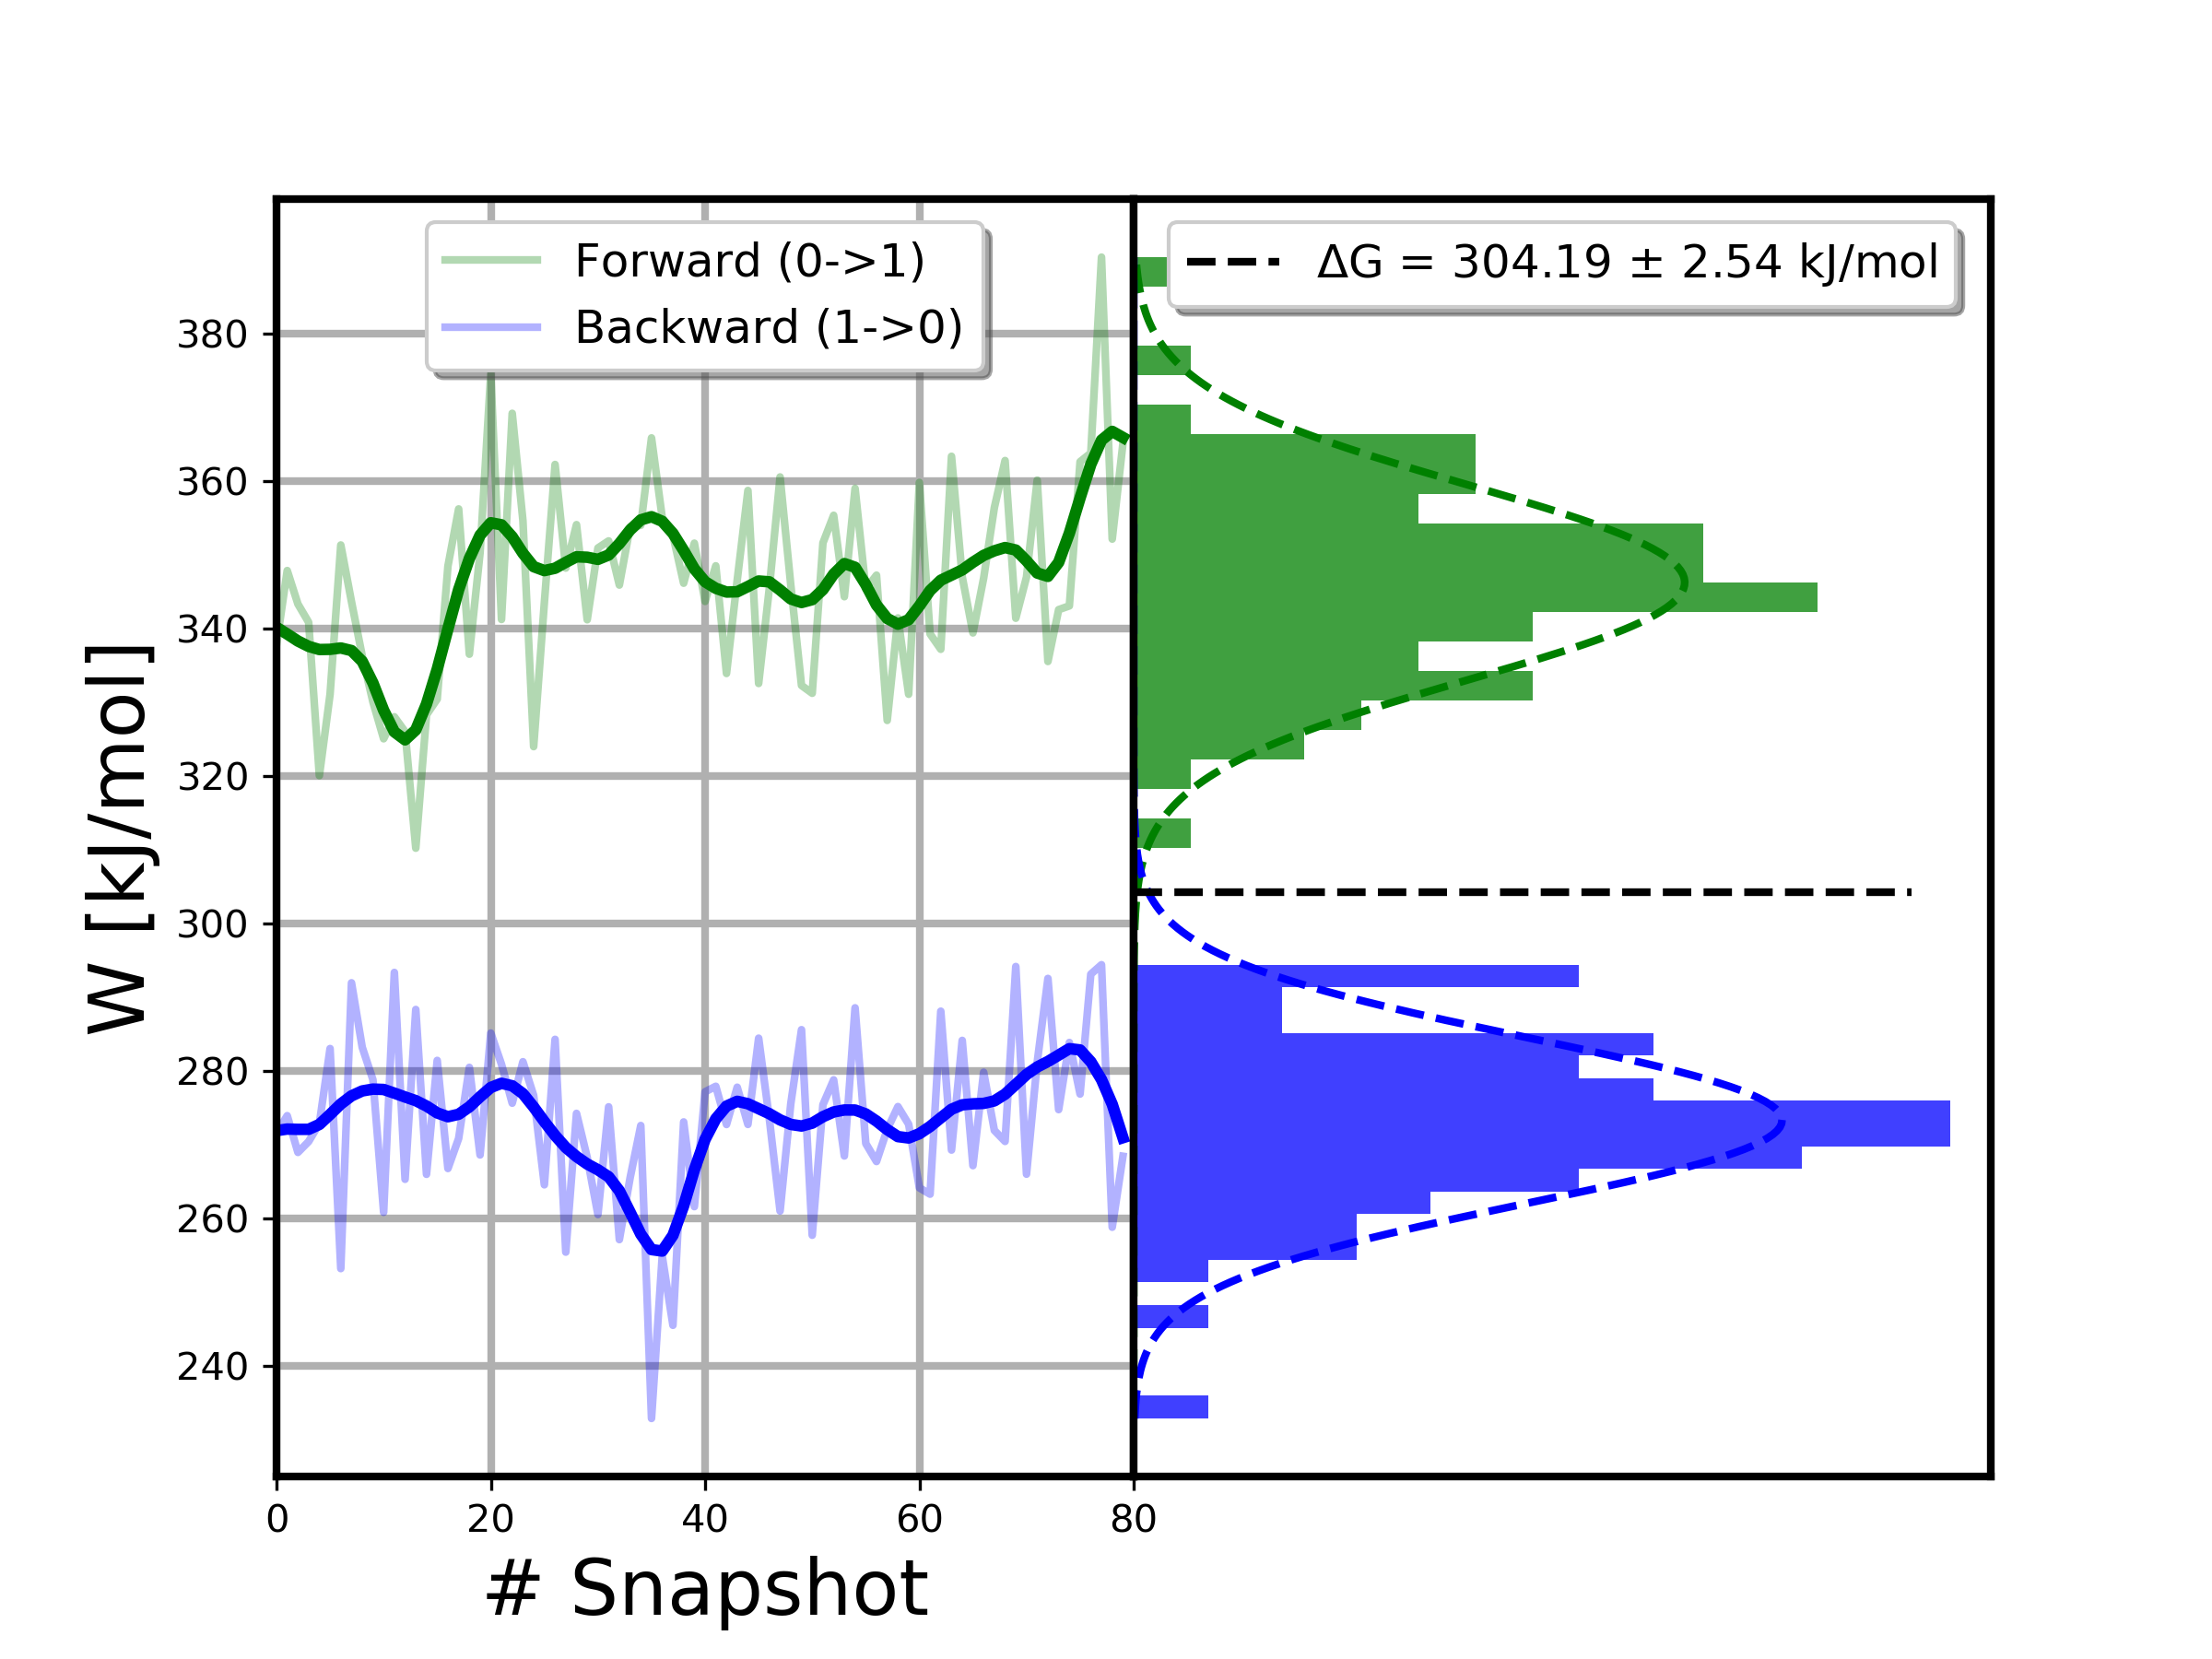 Forward (0->1)
Backward (1->0)
ΔG = 304.19 ± 2.54 kJ/mol
W [kJ/mol]
380
360
340
320
300
280
260
240
0 20 40 60 80
# Snapshot